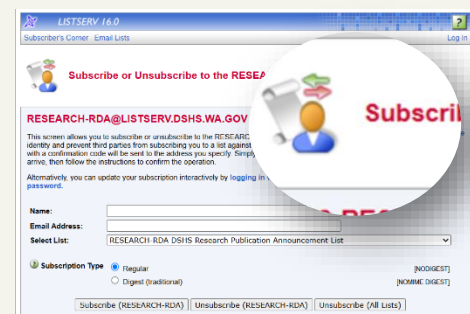 LISTSERV 16.0
Subscriber's Corner Email Lists
Log In
Subscribe or Unsubscribe to the
Subscri
RESEARCH-RDA@LISTSERV.DSHS.WA.GOV
This screen allows you to subscribe or unsubscribe to the
identity and prevent third parties from subscribing you to a list against
with a confirmation code will be sent to the address you specify. Simply
arrive, then follow the instructions to confirm the operation.
Alternatively, you can update your subscription interactively by logging in
password.
Name:
Email Address:
Select List:
RESEARCH-RDA DSHS Research Publication Announcement List
Subscription Type
Regular
[NODIGEST]
Digest (traditional)
[NOMIME DIGEST]
Subscribe (RESEARCH-RDA) Unsubscribe (RESEARCH-RDA) Unsubscribe (All Lists)